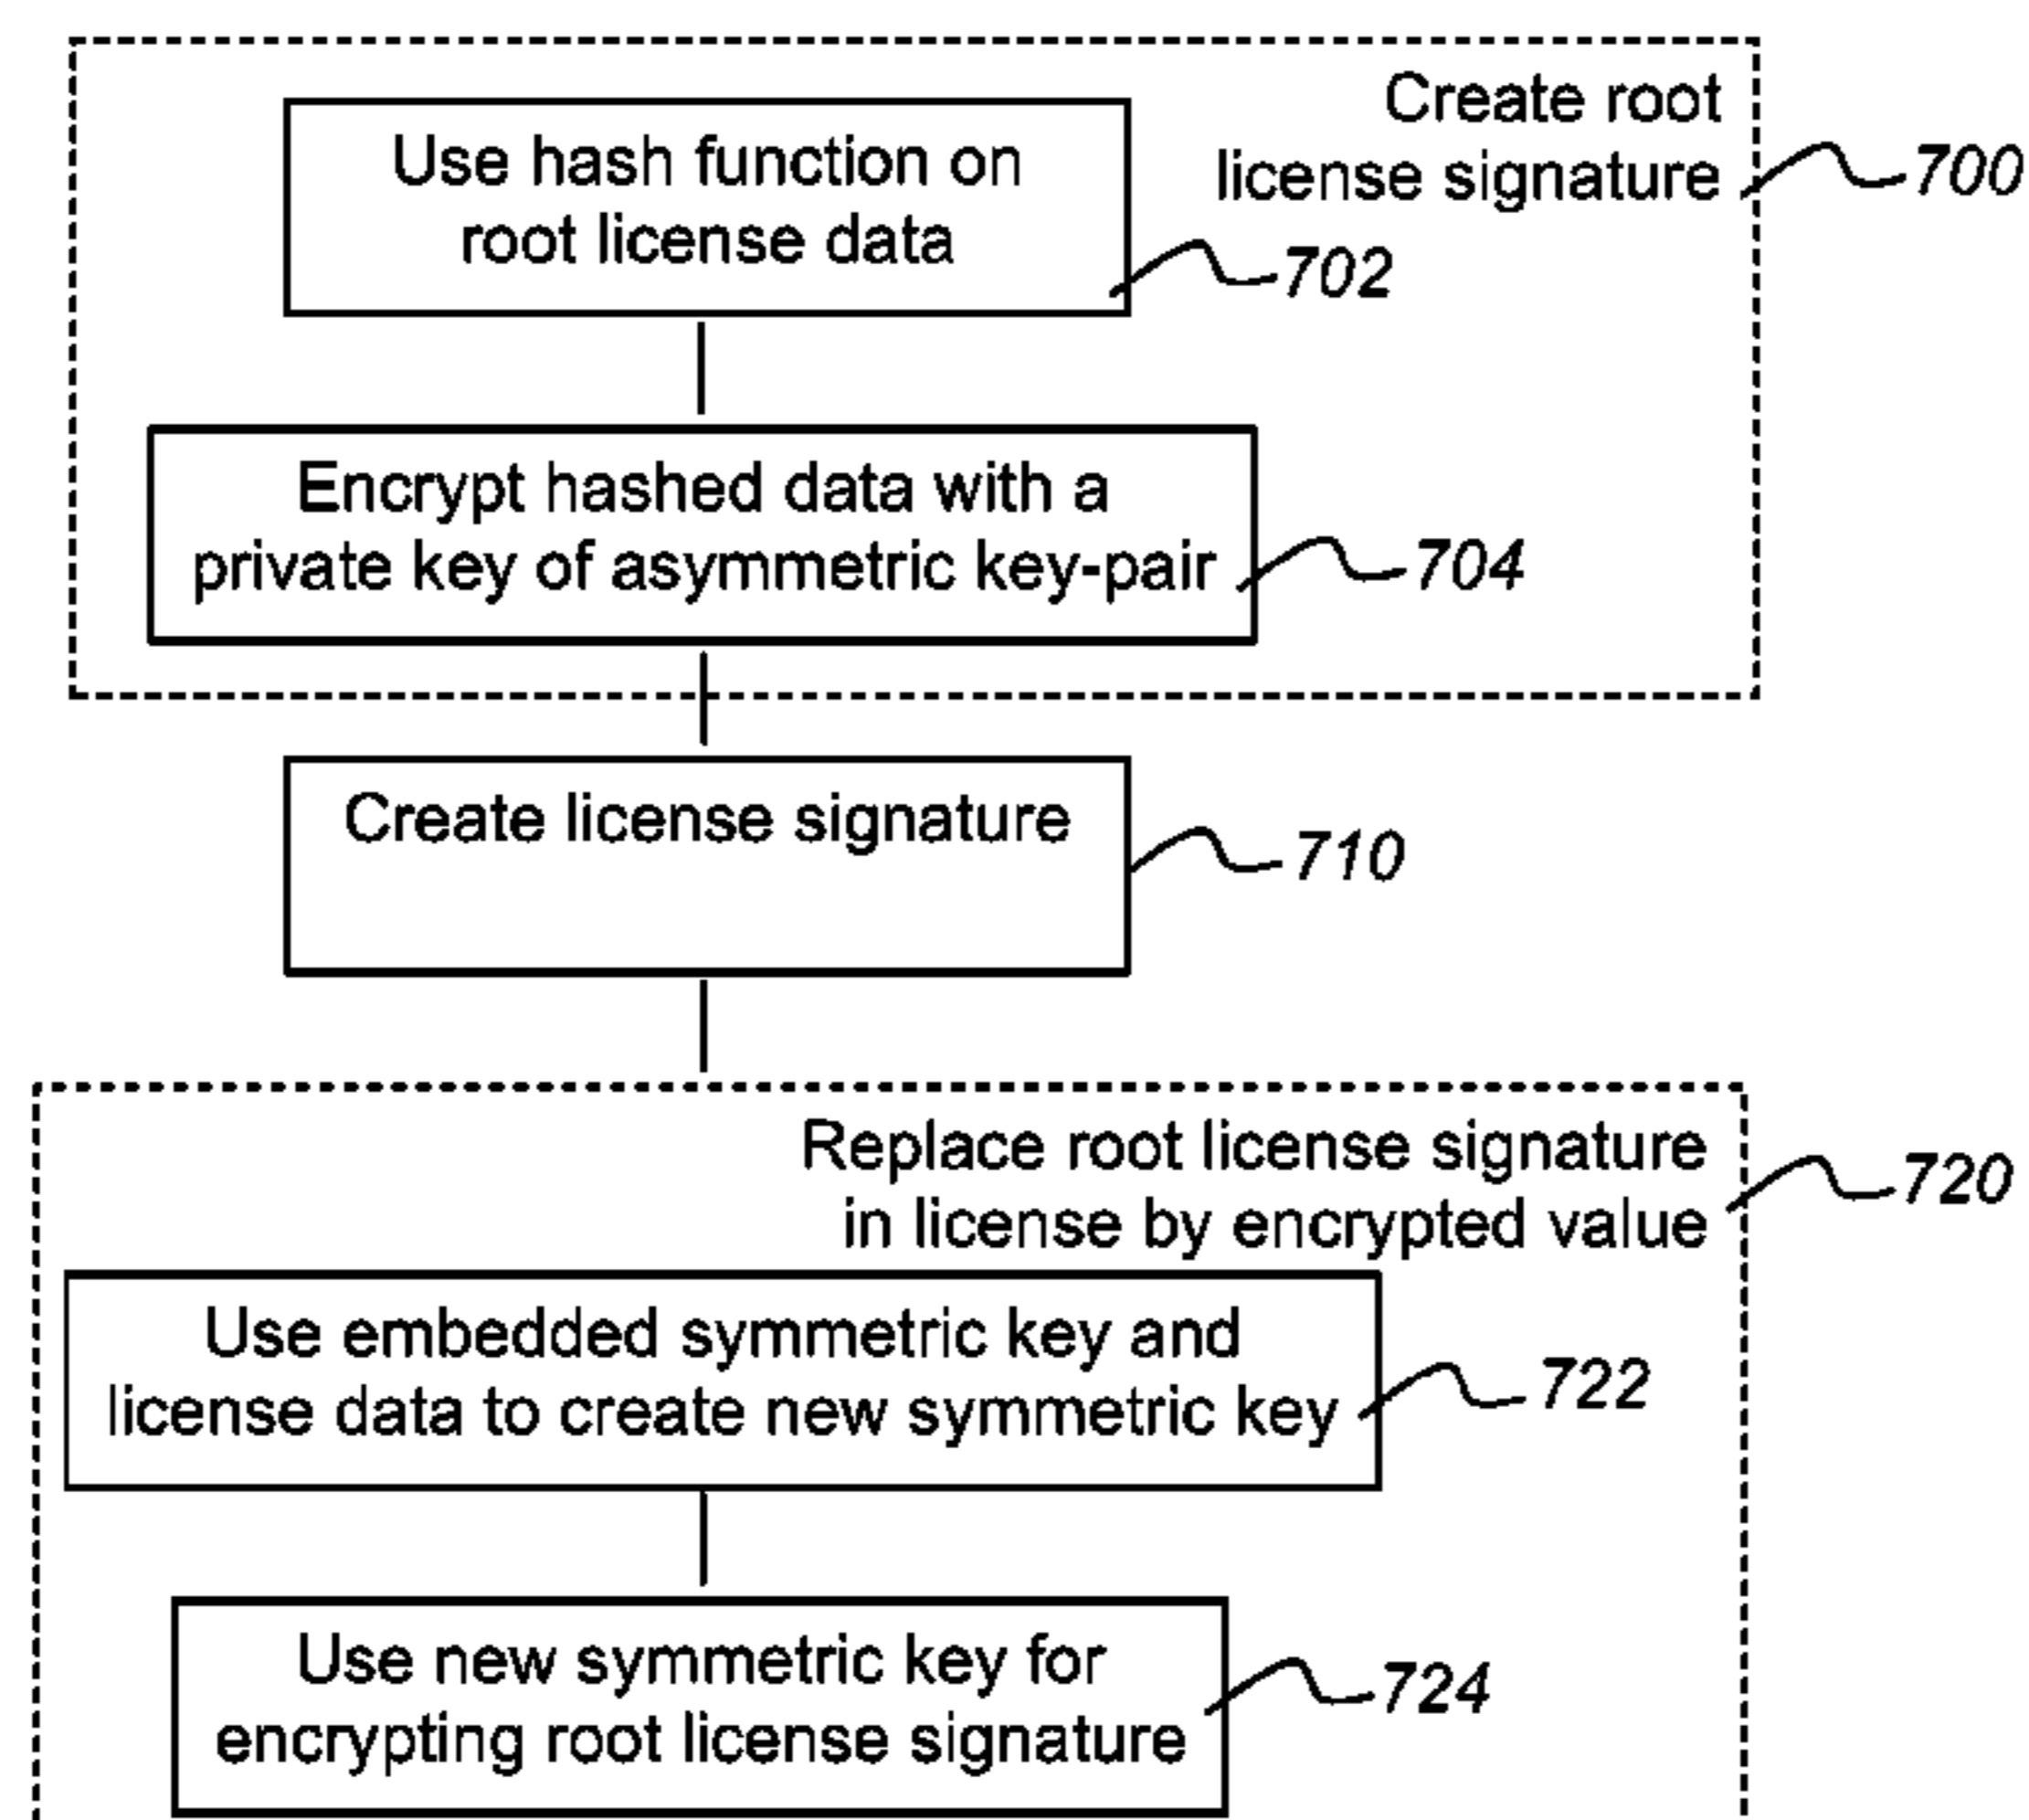 Create root
license signature
700
Use hash function on
root license data
702
Encrypt hashed data with a
private key of asymmetric key-pair
704
Create license signature
710
Replace root license signature
in license by encrypted value
720
Use embedded symmetric key and
license data to create new symmetric key
722
Use new symmetric key for
encrypting root license signature
724